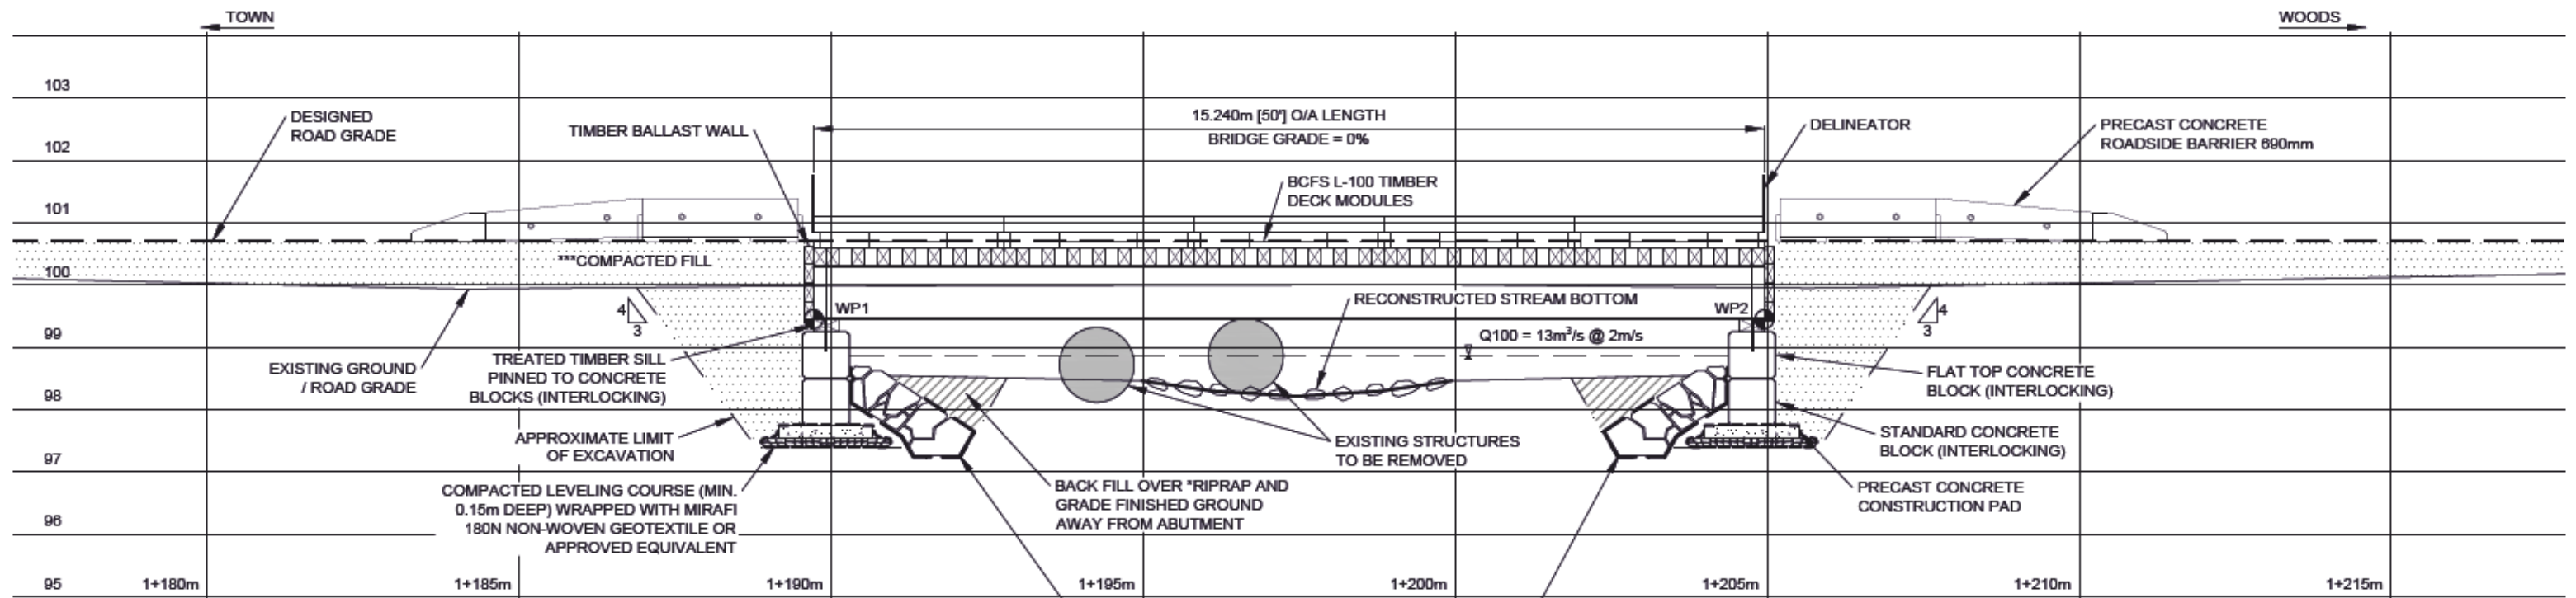 TOWN
WOODS
103
DESIGNED
ROAD GRADE
TIMBER BALLAST WALL
15.240m [50'] O/A LENGTH
BRIDGE GRADE = 0%
DELINEATOR
PRECAST CONCRETE
ROADSIDE BARRIER 690mm
102
BCFS L-100 TIMBER
DECK MODULES
101
***COMPACTED FILL
100
4
3
WP1
RECONSTRUCTED STREAM BOTTOM
WP2
4
3
99
Q100 = 13m³/s @ 2m/s
EXISTING GROUND
/ ROAD GRADE
TREATED TIMBER SILL
PINNED TO CONCRETE
BLOCKS (INTERLOCKING)
FLAT TOP CONCRETE
BLOCK (INTERLOCKING)
98
APPROXIMATE LIMIT
OF EXCAVATION
EXISTING STRUCTURES
TO BE REMOVED
STANDARD CONCRETE
BLOCK (INTERLOCKING)
97
COMPACTED LEVELING COURSE (MIN.
0.15m DEEP) WRAPPED WITH MIRAFI
180N NON-WOVEN GEOTEXTILE OR
APPROVED EQUIVALENT
BACK FILL OVER *RIPRAP AND
GRADE FINISHED GROUND
AWAY FROM ABUTMENT
PRECAST CONCRETE
CONSTRUCTION PAD
96
95
1+180m
1+185m
1+190m
1+195m
1+200m
1+205m
1+210m
1+215m